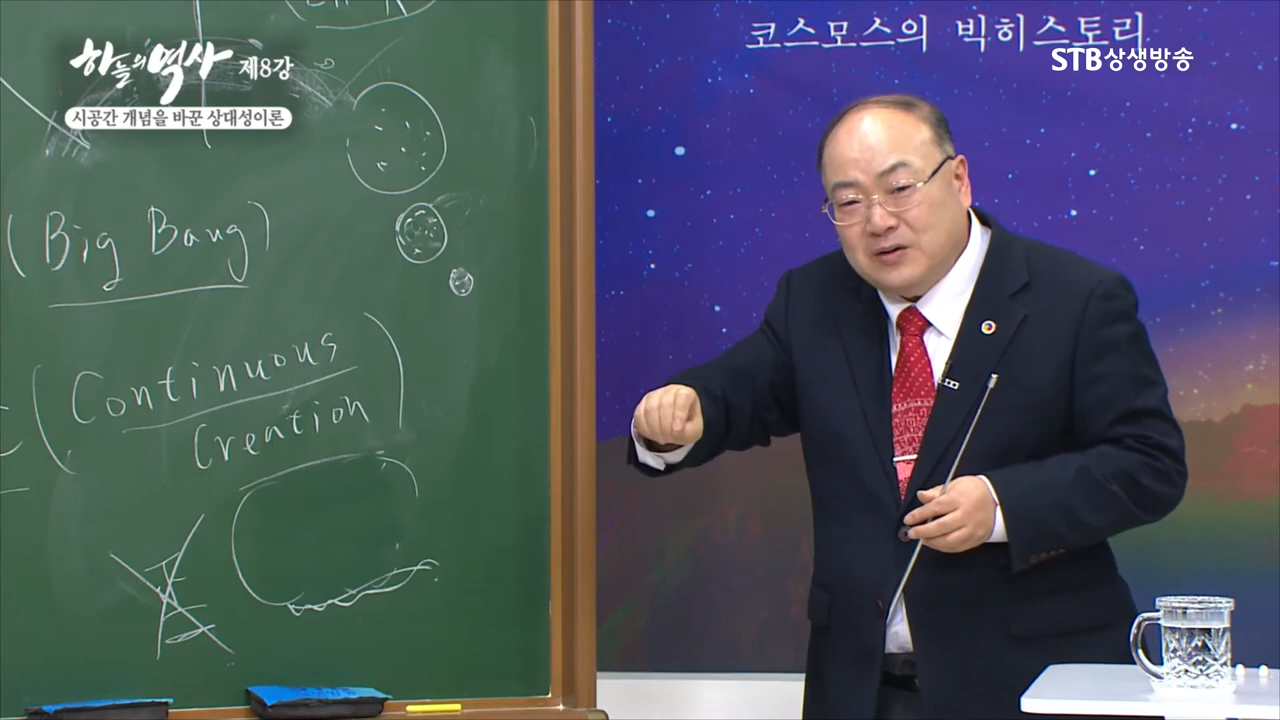 하늘의 역사 제8강
시공간 개념을 바꾼 상대성이론
코스모스의 빅히스토리
STB상생방송
(Big Bang)
(Continuous
Creation)